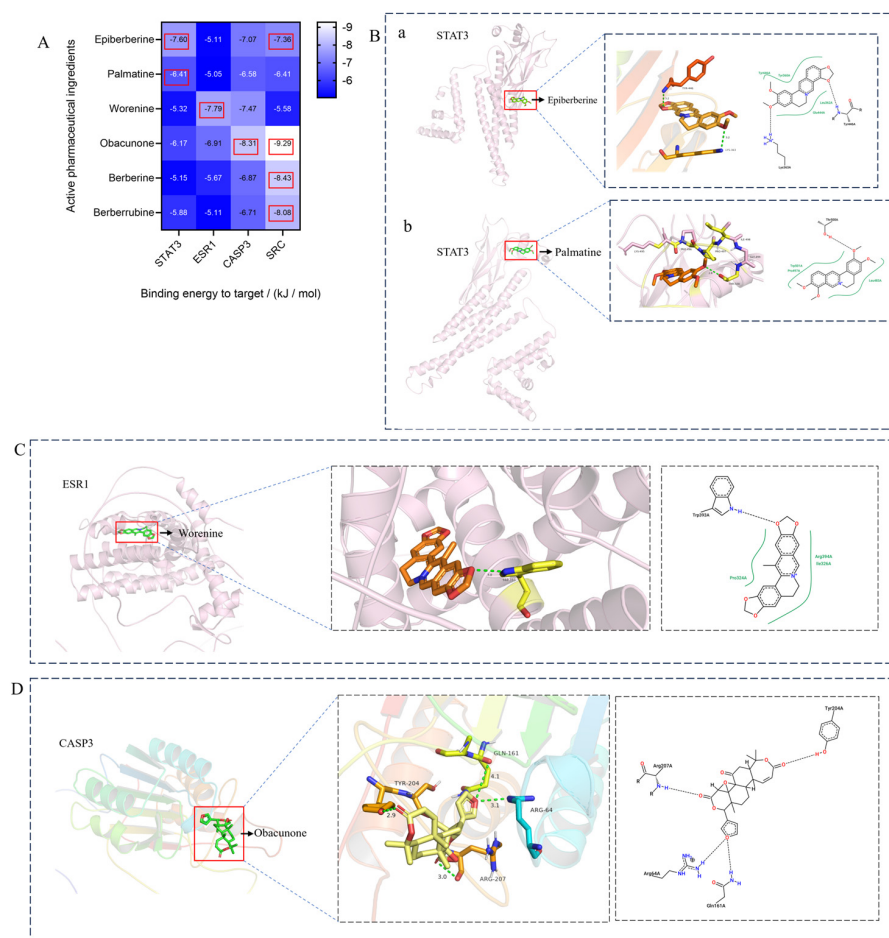 A
Active pharmaceutical ingredients
Epiberberine -7.60 -5.11 -7.07 -7.36
Palmatine -6.41 -5.05 -6.58 -6.41
Worenine -5.32 -7.79 -7.47 -5.58
Obacunone -6.17 -6.91 -8.31 -9.29
Berberine -5.15 -5.67 -6.87 -8.43
Berberrubine -5.88 -5.11 -6.71 -8.08
STAT3 ESR1 CASP3 SRC
Binding energy to target / (kJ / mol)
-9
-8
-7
-6
B
a
STAT3
Epiberberine
b
STAT3
Palmatine
C
ESR1
Worenine
Trp393A
Arg394A
D
CASP3
Obacunone
GLN-161
4.1
TYR-204
2.9
3.1
ARG-64
ARG-207
3.0
Tyr204A
Arg207A
R
R
N
H
O
O
Arg64A
Gln161A